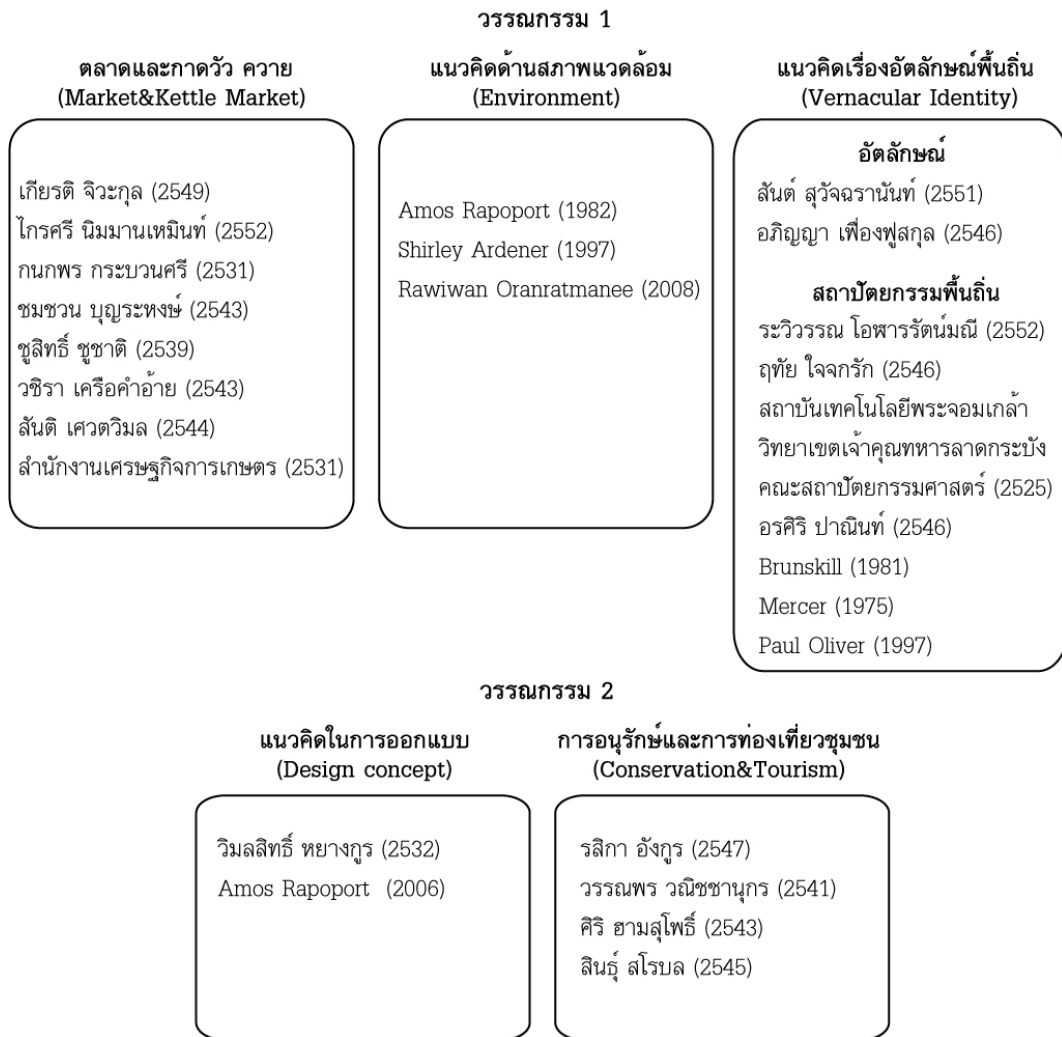 วรรณกรรม 1
ตลาดและกาดวัว ควาย
(Market&Kettle Market)
เกียรติ จิวะกุล (2549)
ไกรศรี นิมมานเหมินท์ (2552)
กนกพร กระบวนศรี (2531)
ชมชวน บุญระหงษ์ (2543)
ชูสิทธิ์ ชูชาติ (2539)
วชิรา เครือคำอ้าย (2543)
สันติ เศวตวิมล (2544)
สำนักงานเศรษฐกิจการเกษตร (2531)
แนวคิดด้านสภาพแวดล้อม
(Environment)
Amos Rapoport (1982)
Shirley Ardener (1997)
Rawiwan Oranratmanee (2008)
แนวคิดเรื่องอัตลักษณ์พื้นถิ่น
(Vernacular Identity)
อัตลักษณ์
สันต์ สุวัจฉรานันท์ (2551)
อภิญญา เฟื่องฟูสกุล (2546)
สถาปัตยกรรมพื้นถิ่น
ระวิวรรณ โอฬารรัตน์มณี (2552)
ฤทัย ใจจกรัก (2546)
สถาบันเทคโนโลยีพระจอมเกล้า
วิทยาเขตเจ้าคุณทหารลาดกระบัง
คณะสถาปัตยกรรมศาสตร์ (2525)
อรศิริ ปาณินท์ (2546)
Brunskill (1981)
Mercer (1975)
Paul Oliver (1997)
วรรณกรรม 2
แนวคิดในการออกแบบ
(Design concept)
วิมลสิทธิ์ หยางกูร (2532)
Amos Rapoport (2006)
การอนุรักษ์และการท่องเที่ยวชุมชน
(Conservation&Tourism)
รสิกา อังกูร (2547)
วรรณพร วณิชชานุกร (2541)
ศิริ ฮามสุโพธิ์ (2543)
สินธุ์ สโรบล (2545)